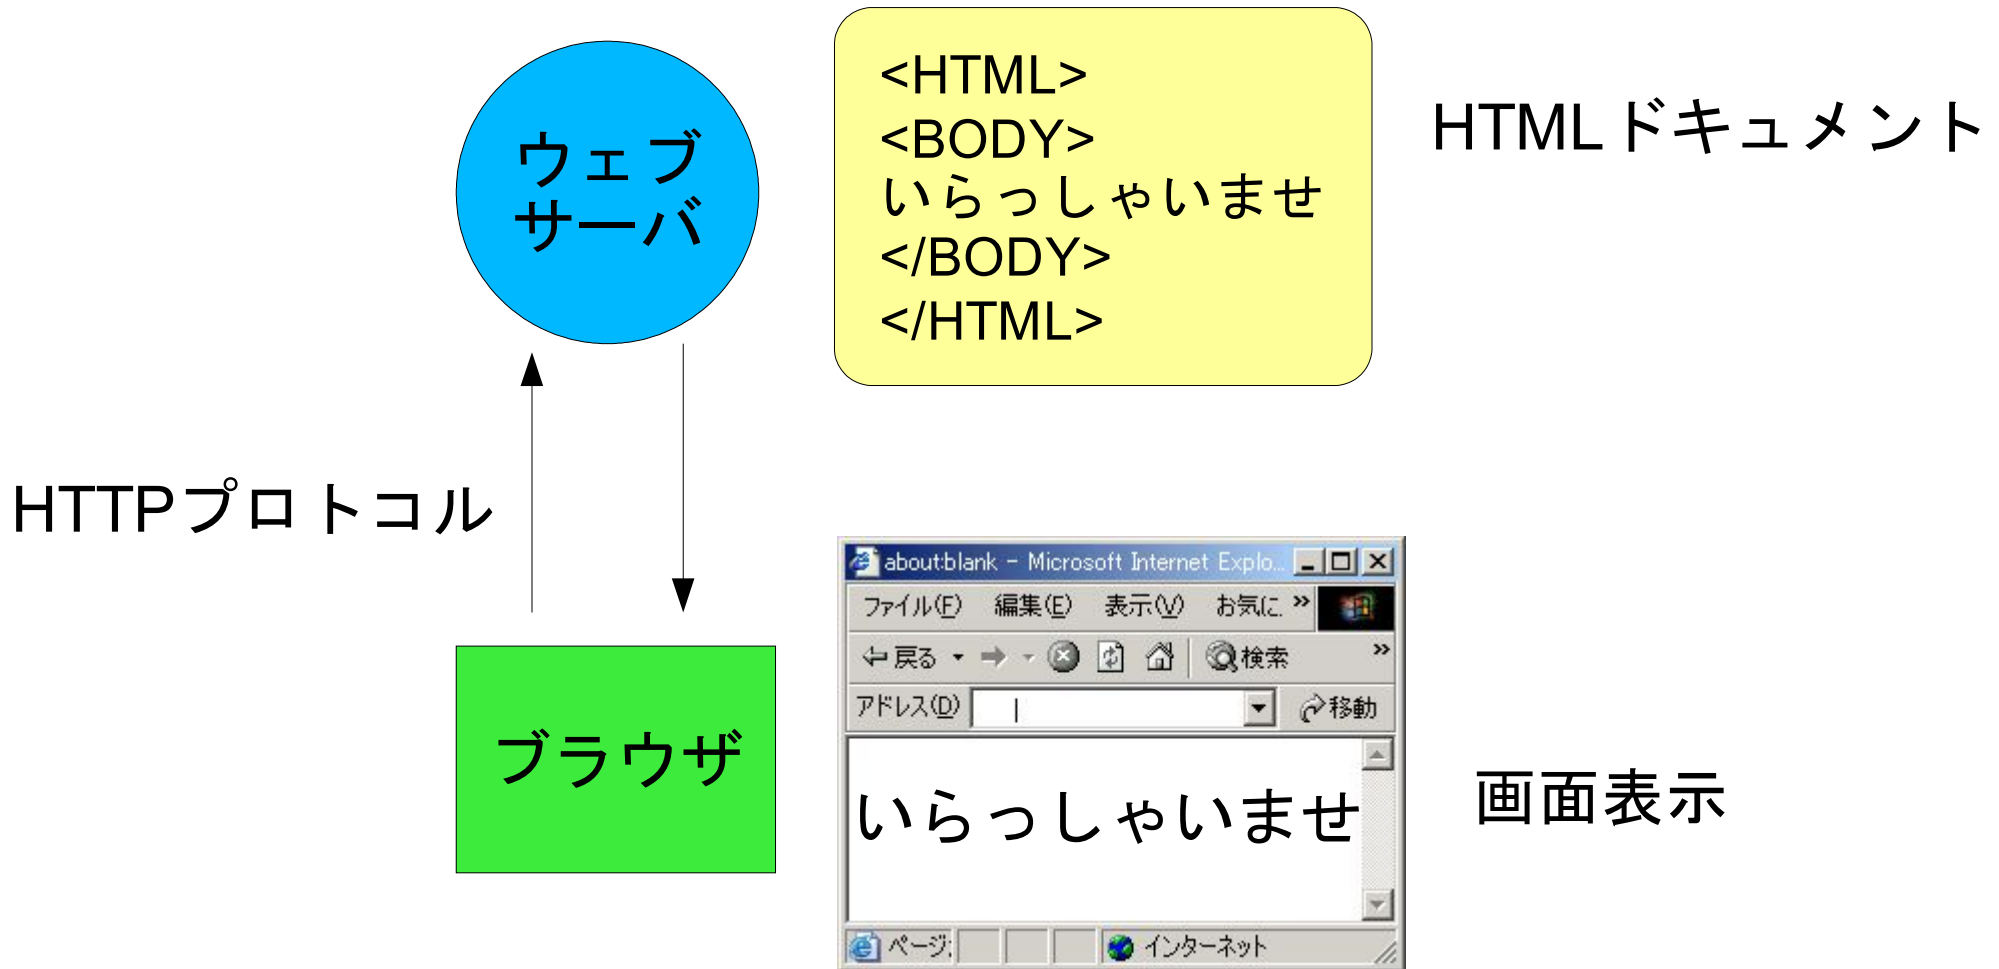 ウェブ
サーバ
<HTML>
<BODY>
いらっしゃいませ
</BODY>
</HTML>
HTMLドキュメント
HTTPプロトコル
ブラウザ
about:blank - Microsoft Internet Explo...
ファイル(F) 編集(E) 表示(V) お気に. »
戻る 検索 »
アドレス(D) 移動
いらっしゃいませ
ページ: インターネット
画面表示